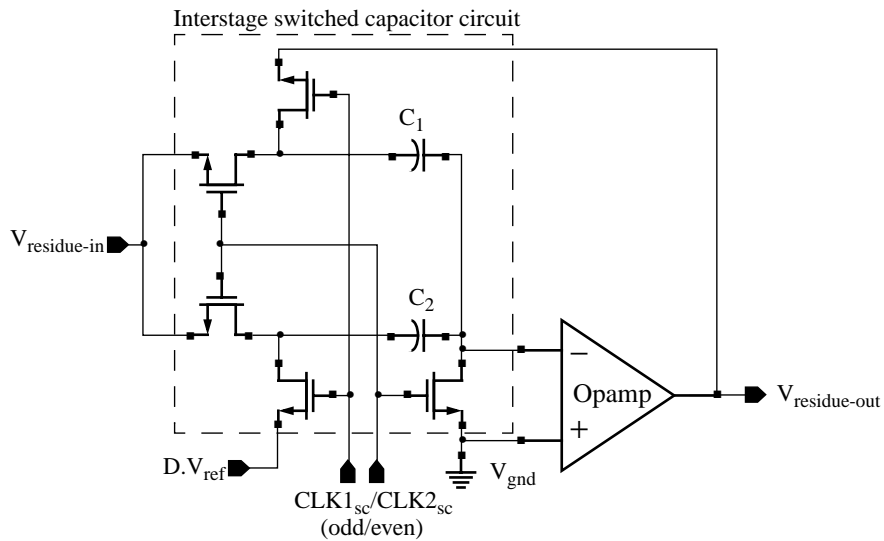 Interstage switched capacitor circuit
C1
Vresidue-in
C2
−
Opamp
+
Vresidue-out
D.Vref
Vgnd
CLK1sc/CLK2sc
(odd/even)